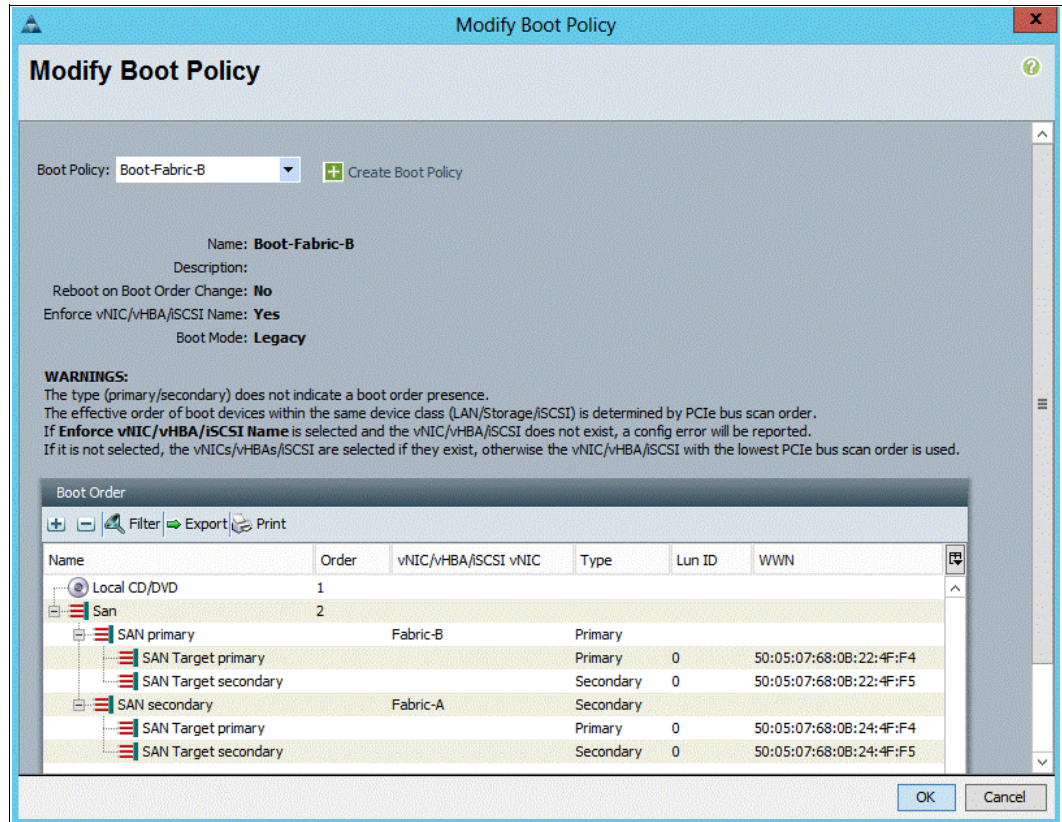 Modify Boot Policy
x
Modify Boot Policy
?
Boot Policy: Boot-Fabric-B Create Boot Policy
Name: Boot-Fabric-B
Description:
Reboot on Boot Order Change: No
Enforce vNIC/vHBA/iSCSI Name: Yes
Boot Mode: Legacy
WARNINGS:
The type (primary/secondary) does not indicate a boot order presence.
The effective order of boot devices within the same device class (LAN/Storage/iSCSI) is determined by PCIe bus scan order.
If Enforce vNIC/vHBA/iSCSI Name is selected and the vNIC/vHBA/iSCSI does not exist, a config error will be reported.
If it is not selected, the vNICs/vHBAs/iSCSI are selected if they exist, otherwise the vNIC/vHBA/iSCSI with the lowest PCIe bus scan order is used.
Boot Order
Filter Export Print
Name Order vNIC/vHBA/iSCSI vNIC Type Lun ID WWN
Local CD/DVD 1
San 2
SAN primary Fabric-B Primary
SAN Target primary Primary 0 50:05:07:68:0B:22:4F:F4
SAN Target secondary Secondary 0 50:05:07:68:0B:22:4F:F5
SAN secondary Fabric-A Secondary
SAN Target primary Primary 0 50:05:07:68:0B:24:4F:F4
SAN Target secondary Secondary 0 50:05:07:68:0B:24:4F:F5
OK Cancel